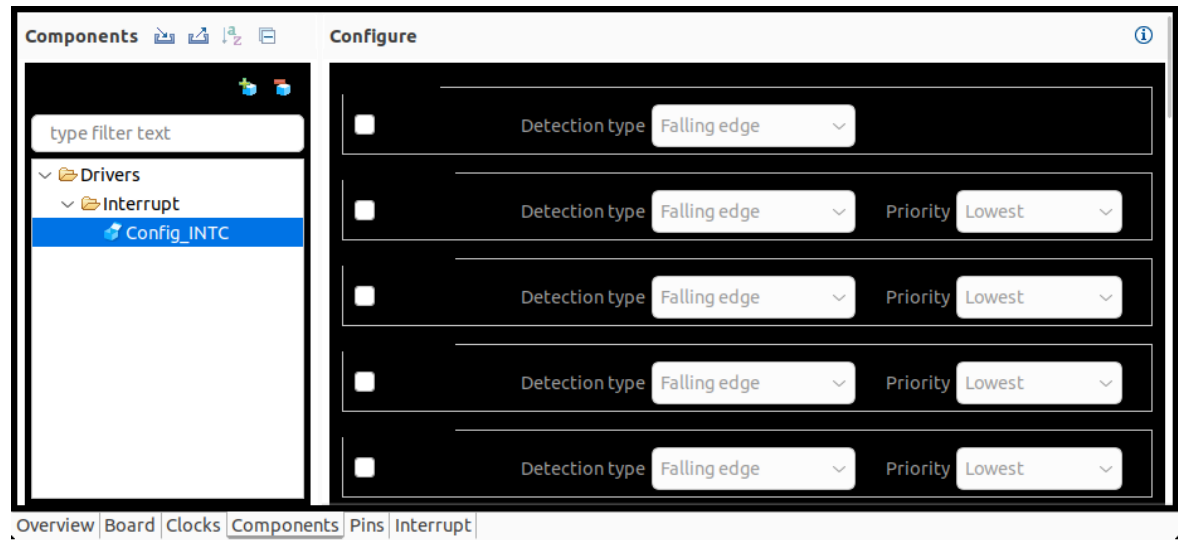 Components
Configure
type filter text
Drivers
Interrupt
Config_INTC
Detection type Falling edge
Detection type Falling edge Priority Lowest
Detection type Falling edge Priority Lowest
Detection type Falling edge Priority Lowest
Detection type Falling edge Priority Lowest
Overview Board Clocks Components Pins Interrupt